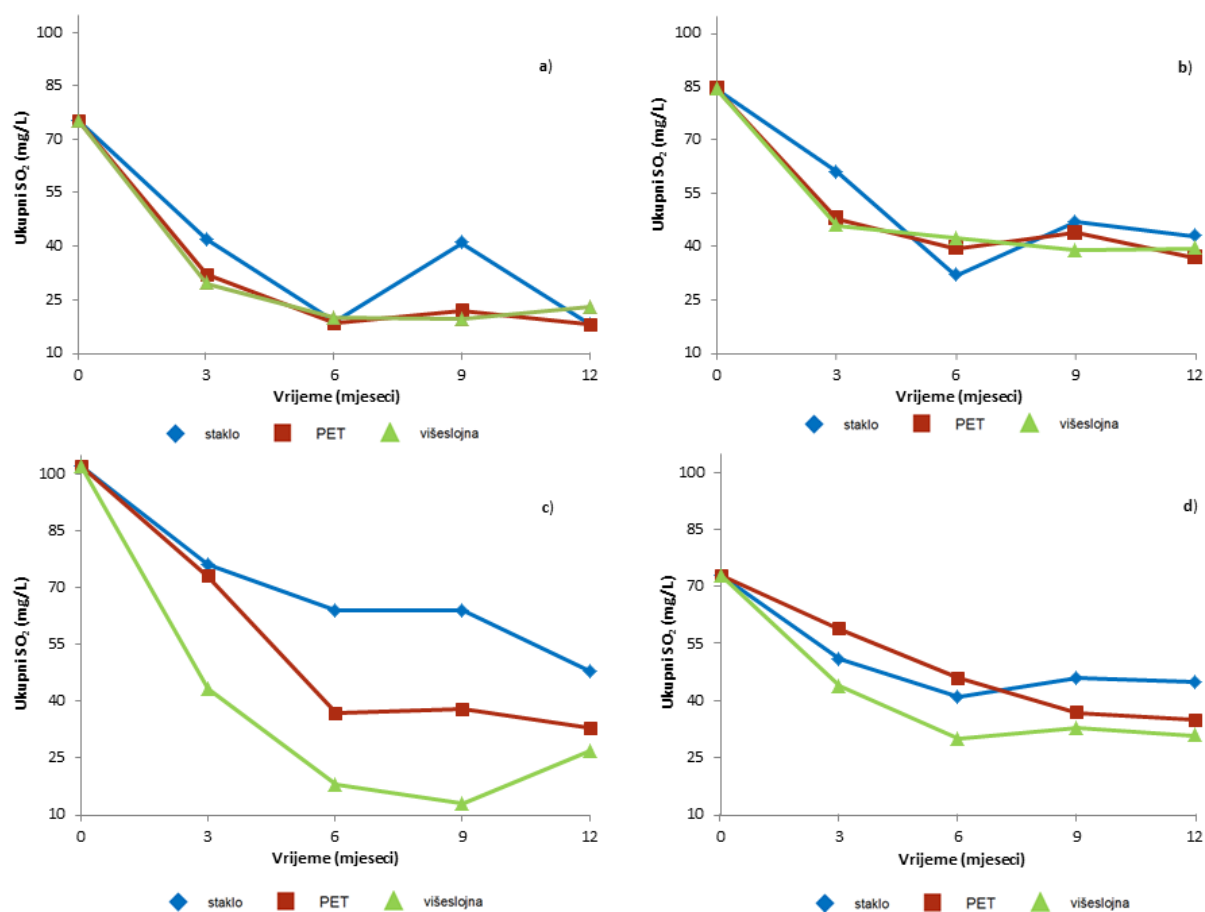 a)
Ukupni SO₂ (mg/L)
100
85
70
55
40
25
10
0 3 6 9 12
Vrijeme (mjeseci)
staklo PET višeslojna
b)
Ukupni SO₂ (mg/L)
100
85
70
55
40
25
10
0 3 6 9 12
Vrijeme (mjeseci)
staklo PET višeslojna
c)
Ukupni SO₂ (mg/L)
100
85
70
55
40
25
10
0 3 6 9 12
Vrijeme (mjeseci)
staklo PET višeslojna
d)
Ukupni SO₂ (mg/L)
100
85
70
55
40
25
10
0 3 6 9 12
Vrijeme (mjeseci)
staklo PET višeslojna